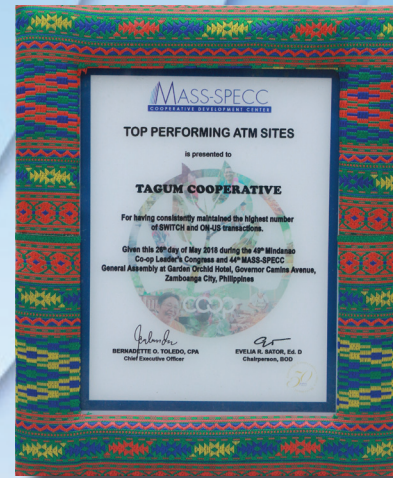 MASS-SPECC
COOPERATIVE DEVELOPMENT CENTER
TOP PERFORMING ATM SITES
is presented to
TAGUM COOPERATIVE
For having consistently maintained the highest number
of SWITCH and ON-US transactions.
Given this 26th day of May 2018 during the 49th Mindanao
Co-op Leader's Congress and 44th MASS-SPECC
General Assembly at Garden Orchid Hotel, Governor Camins Avenue,
Zamboanga City, Philippines
COOP
BERNADETTE O. TOLEDO, CPA
Chief Executive Officer
EVELIA R. SATOR, Ed. D
Chairperson, BOD